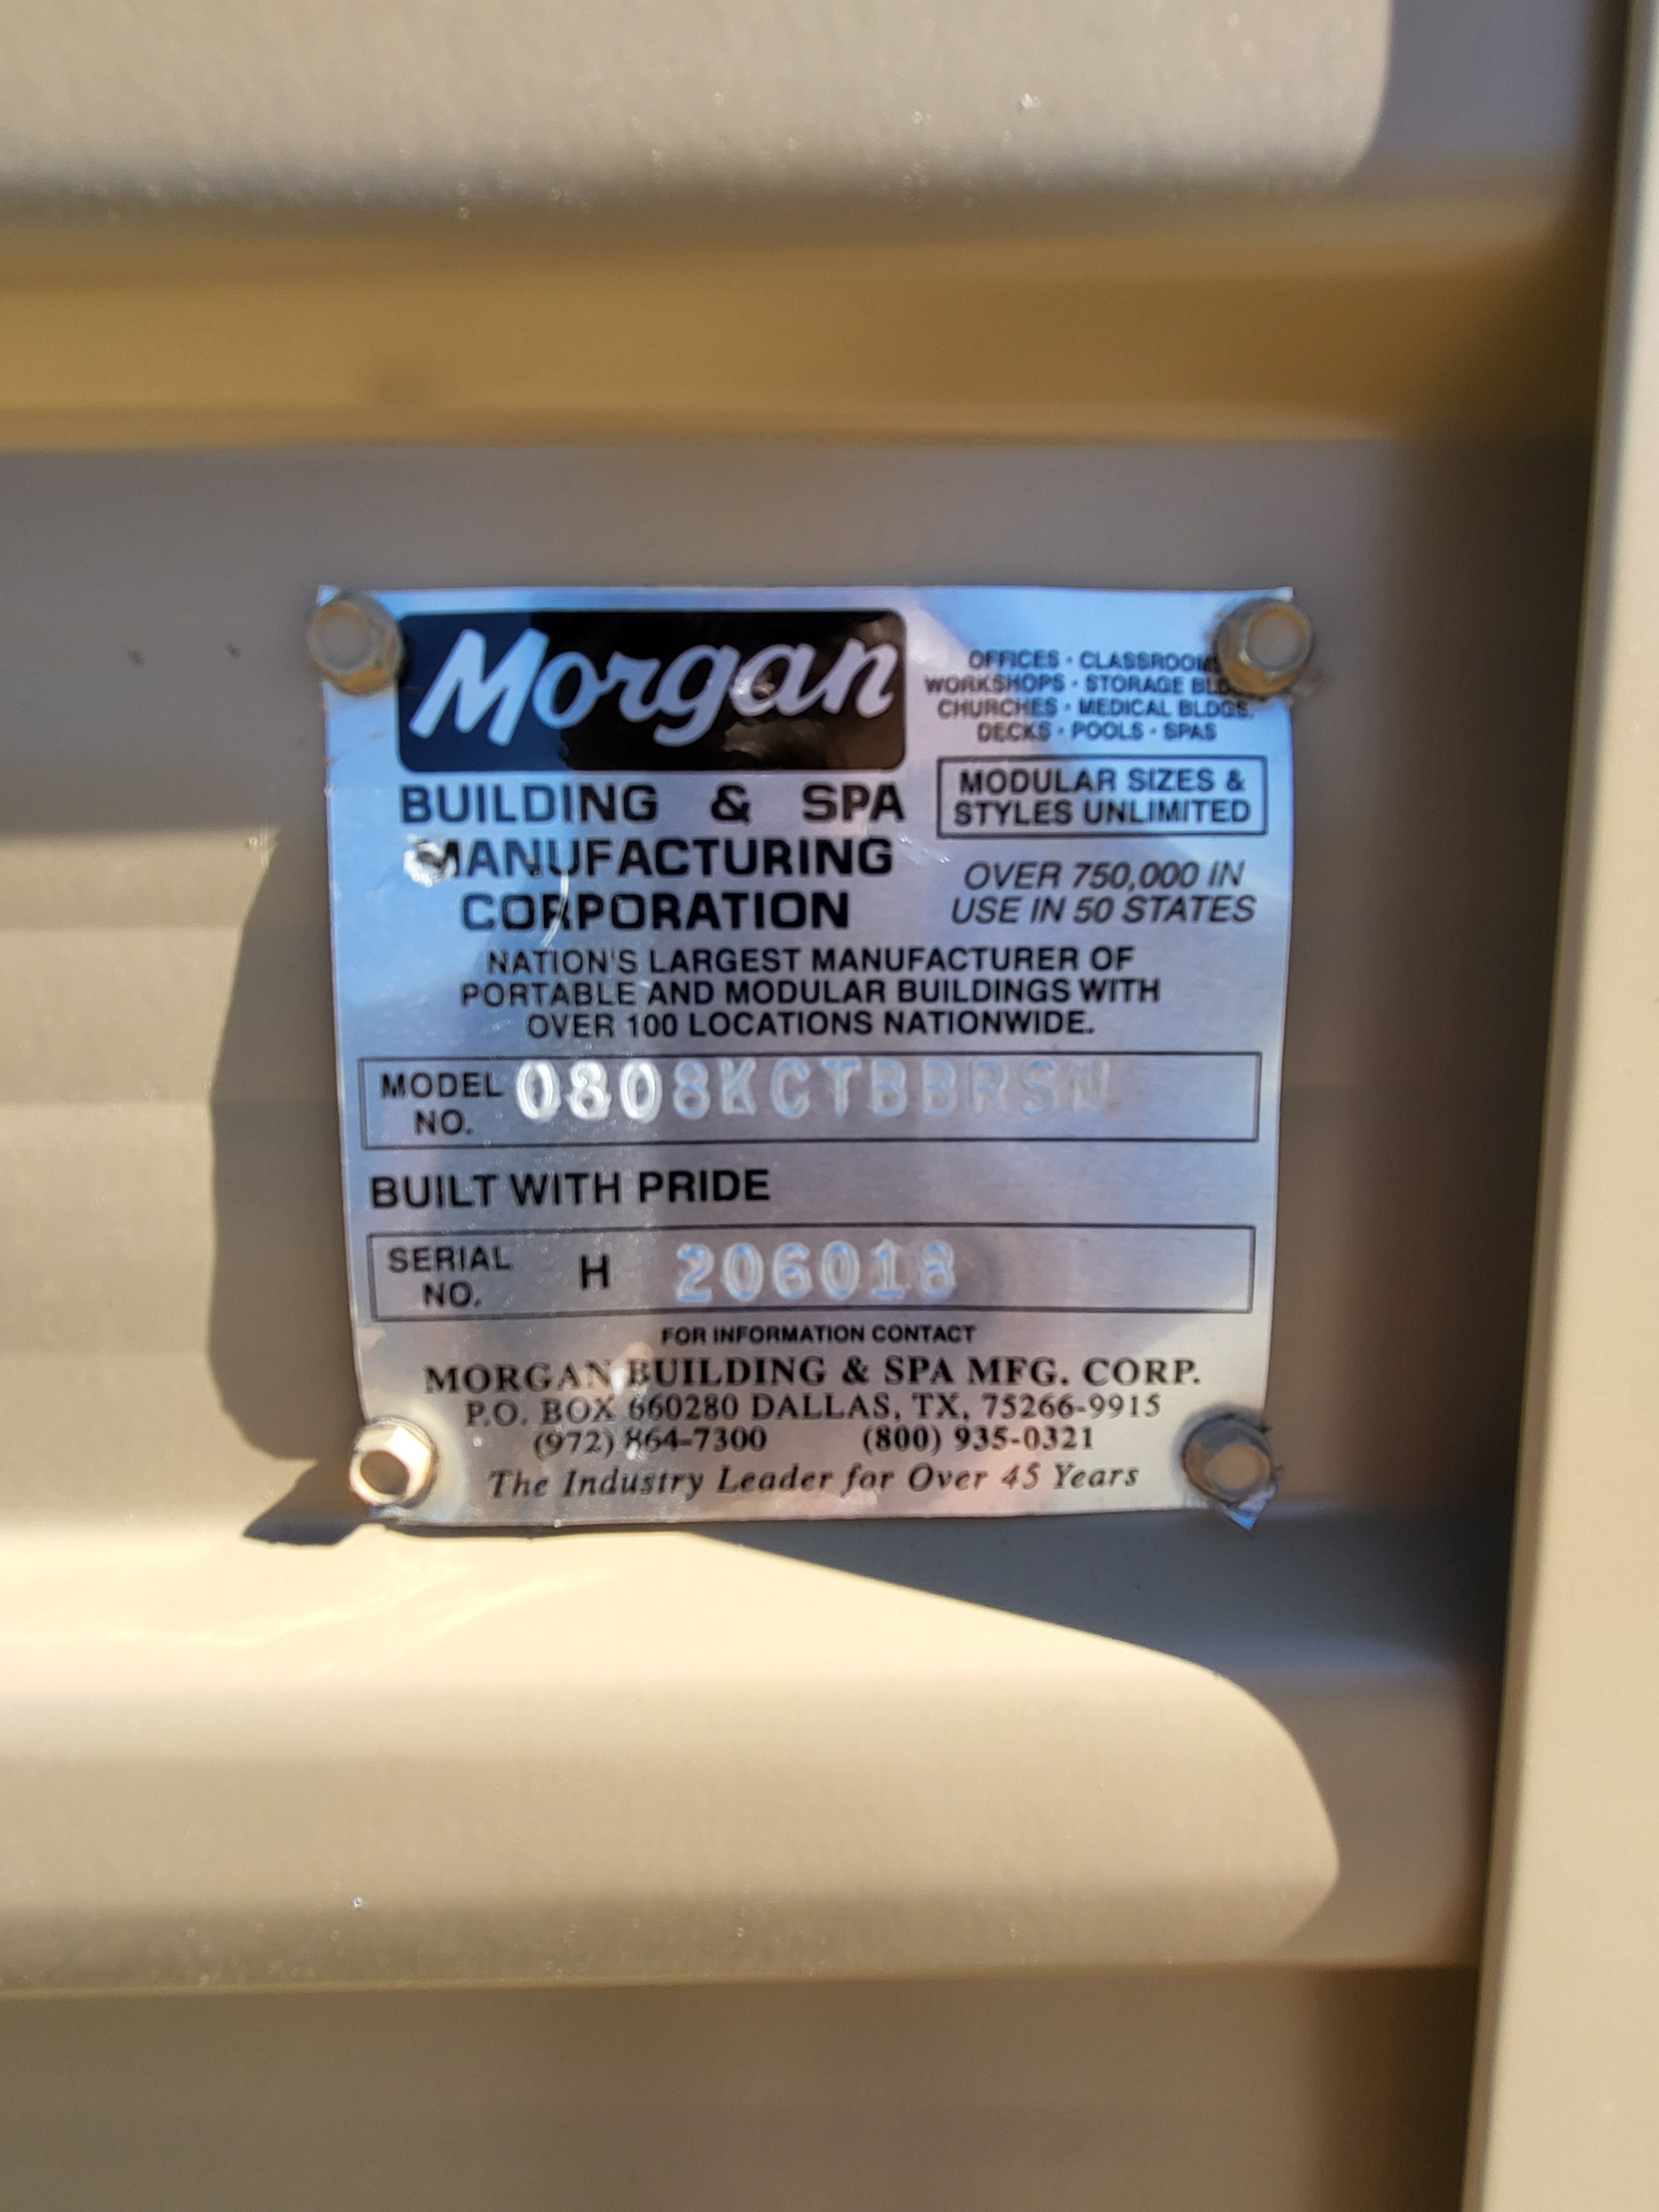 Morgan
BUILDING & SPA
MANUFACTURING
CORPORATION
OFFICES · CLASSROOMS
WORKSHOPS · STORAGE
CHURCHES · MEDICAL BLDGS.
DECKS · POOLS · SPAS
MODULAR SIZES &
STYLES UNLIMITED
OVER 750,000 IN
USE IN 50 STATES
NATION'S LARGEST MANUFACTURER OF
PORTABLE AND MODULAR BUILDINGS WITH
OVER 100 LOCATIONS NATIONWIDE.
MODEL NO. 0808KCTBBRSN
BUILT WITH PRIDE
SERIAL NO. H 206018
FOR INFORMATION CONTACT
MORGAN BUILDING & SPA MFG. CORP.
P.O. BOX 660280 DALLAS, TX, 75266-9915
(972) 864-7300 (800) 935-0321
The Industry Leader for Over 45 Years